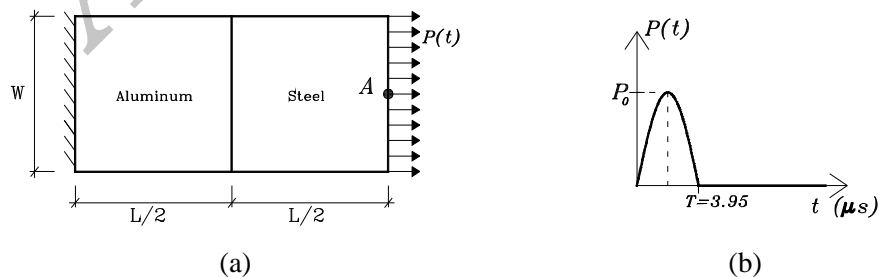 W
Aluminum
Steel
A
P(t)
L/2
L/2
(a)
P(t)
P₀
T=3.95
t (μs)
(b)